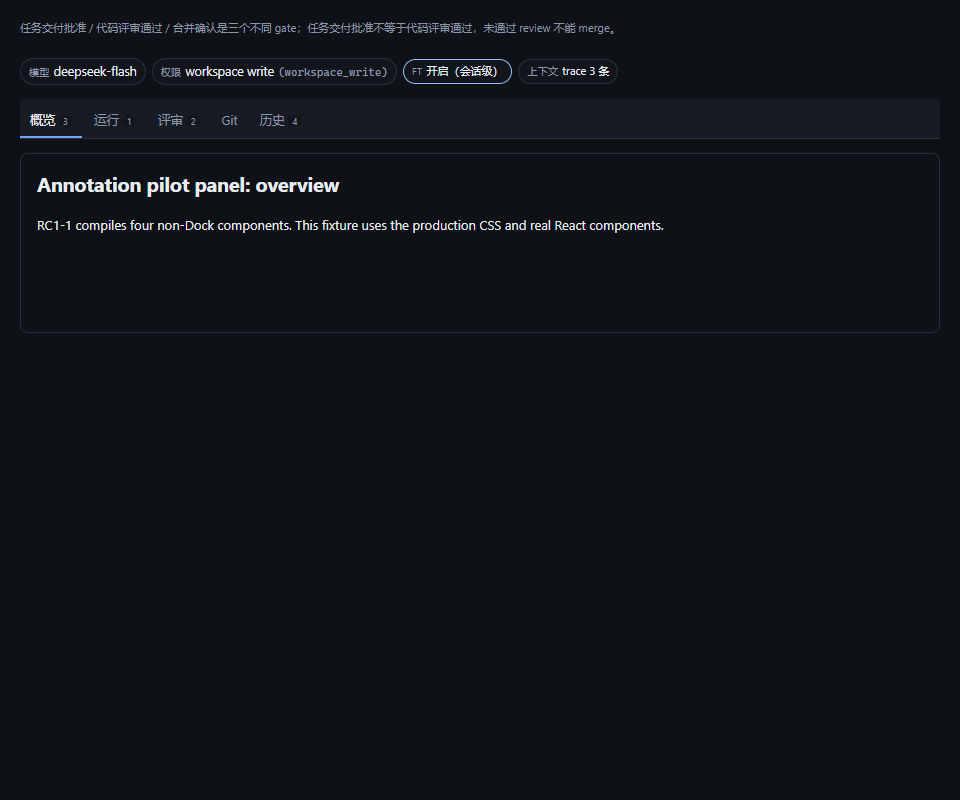 任务交付批准 / 代码评审通过 / 合并确认是三个不同 gate；任务交付批准不等于代码评审通过，未通过 review 不能 merge。
模型 deepseek-flash 权限 workspace write (workspace_write) FT 开启（会话级） 上下文 trace 3 条
概览 3 运行 1 评审 2 Git 历史 4
Annotation pilot panel: overview
RC1-1 compiles four non-Dock components. This fixture uses the production CSS and real React components.